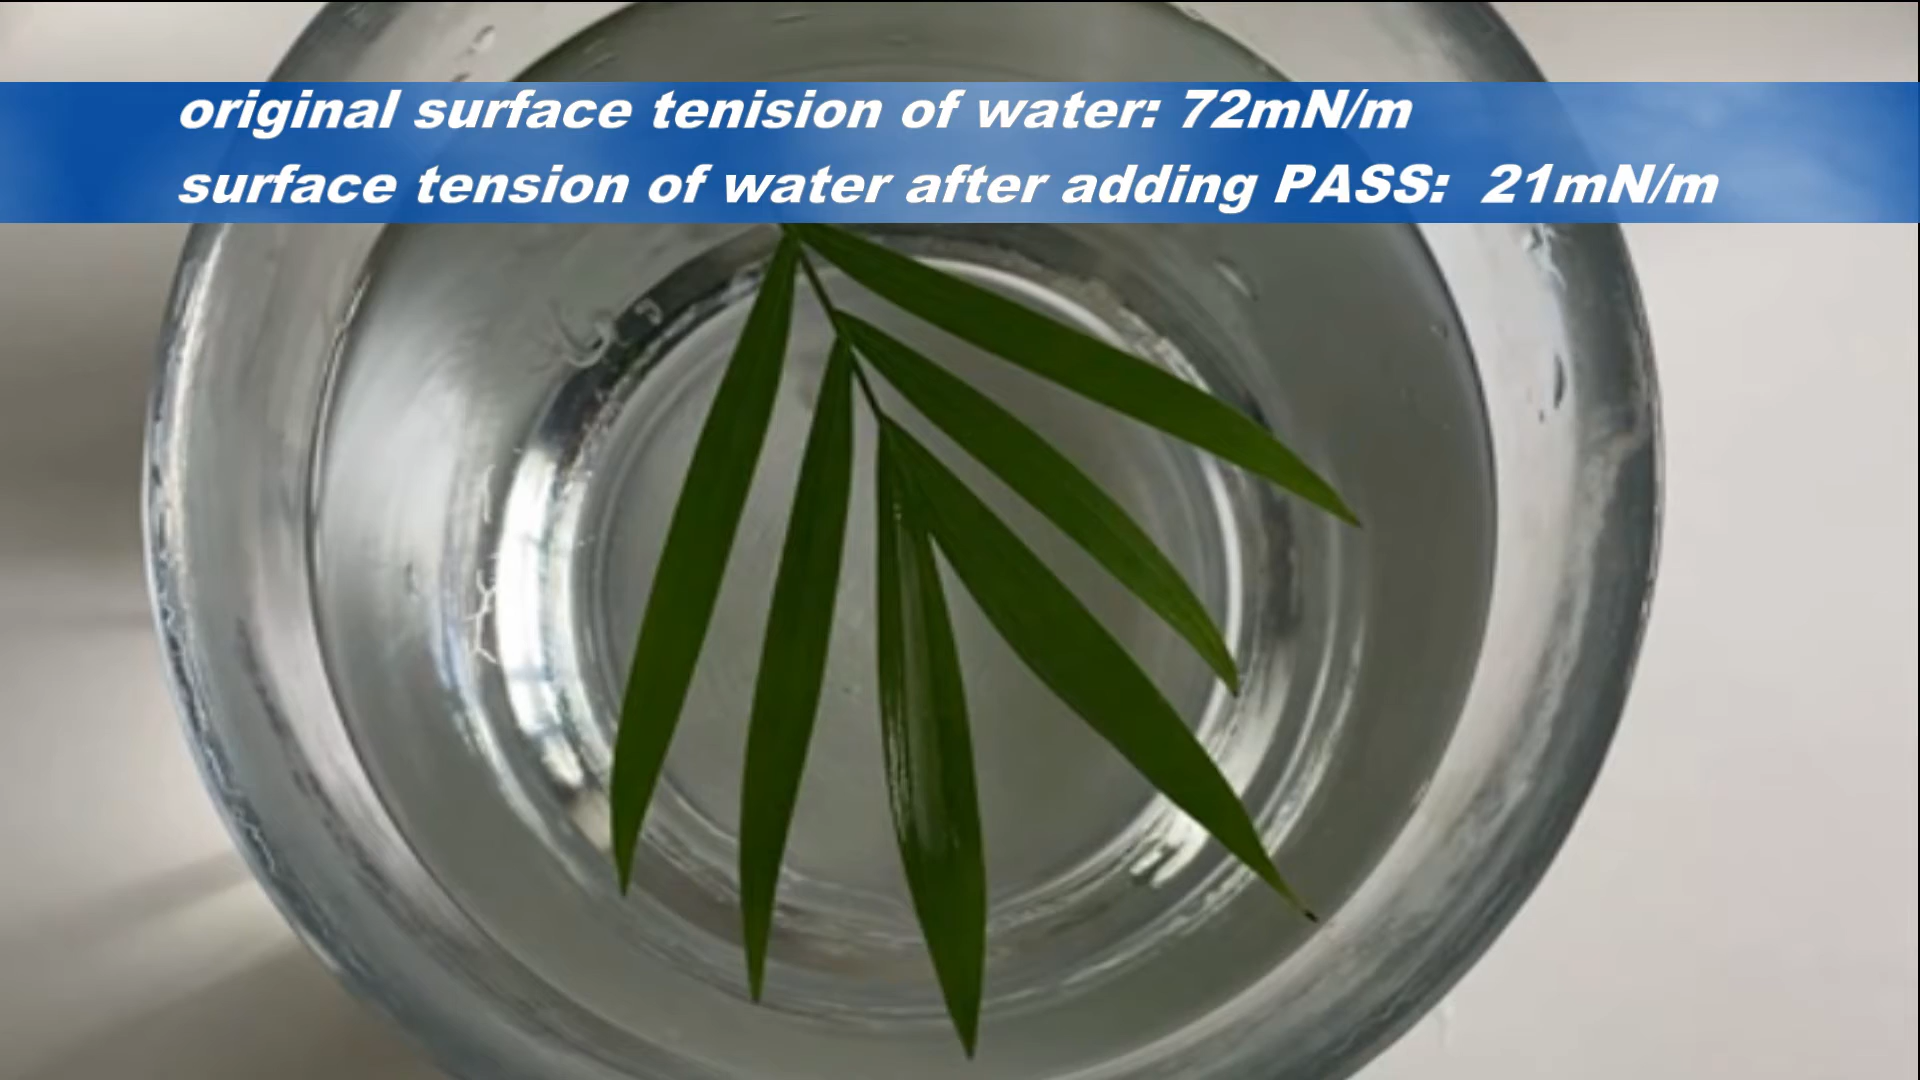 original surface tenision of water: 72mN/m
surface tension of water after adding PASS: 21mN/m